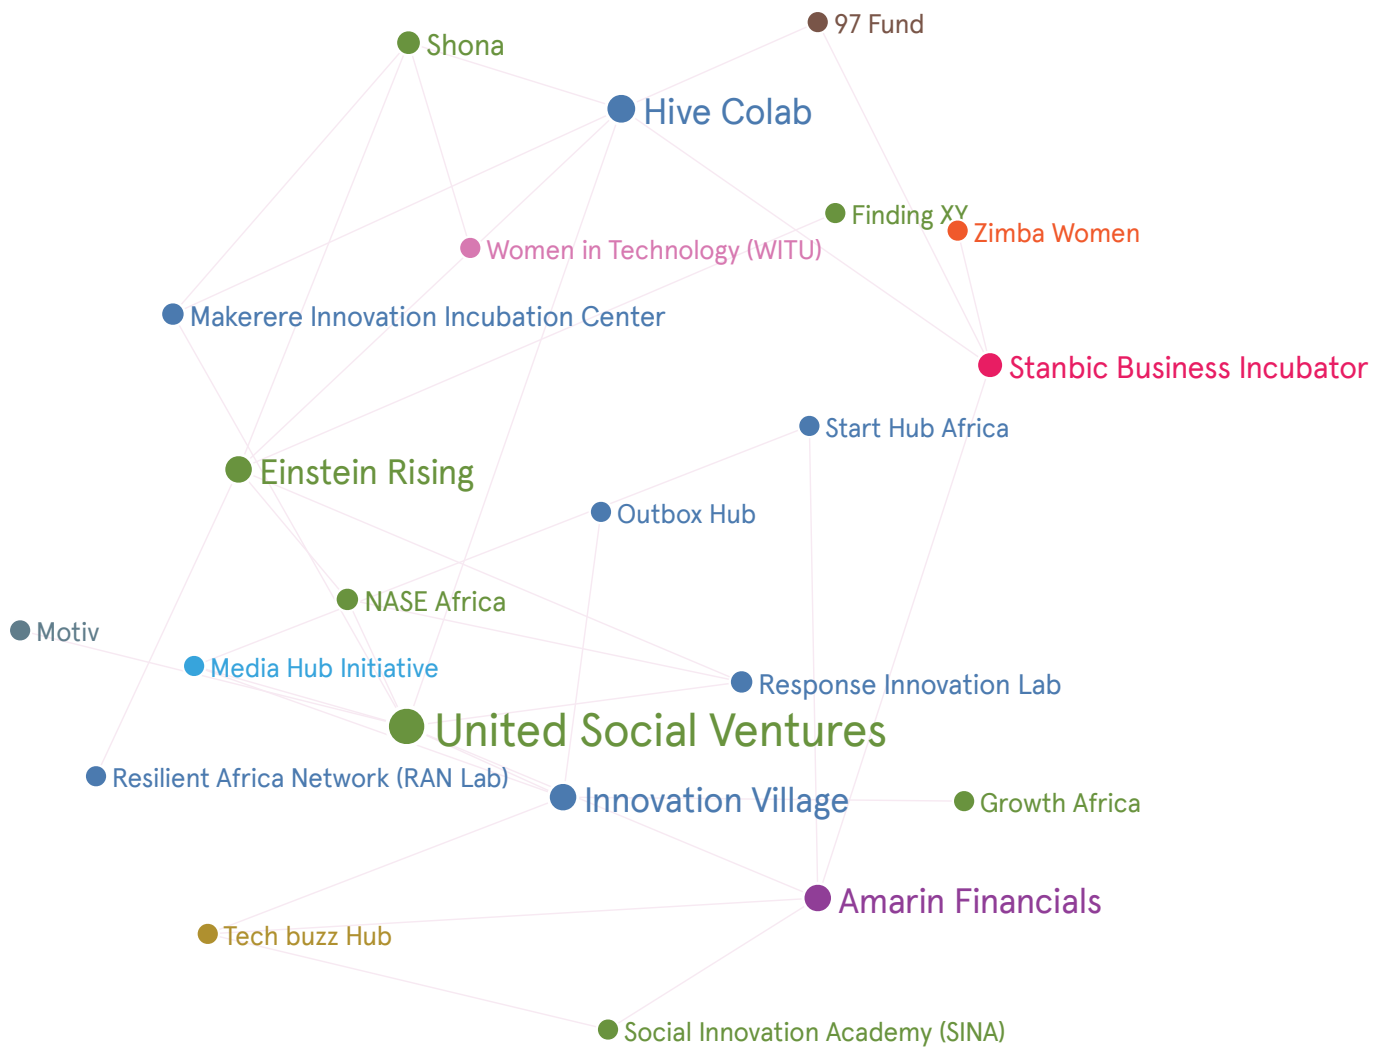 97 Fund
Shona
Hive Colab
Finding XY
Zimba Women
Women in Technology (WITU)
Makerere Innovation Incubation Center
Stanbic Business Incubator
Start Hub Africa
Einstein Rising
Outbox Hub
NASE Africa
Motiv
Media Hub Initiative
Response Innovation Lab
United Social Ventures
Resilient Africa Network (RAN Lab)
Innovation Village
Growth Africa
Amarin Financials
Tech buzz Hub
Social Innovation Academy (SINA)